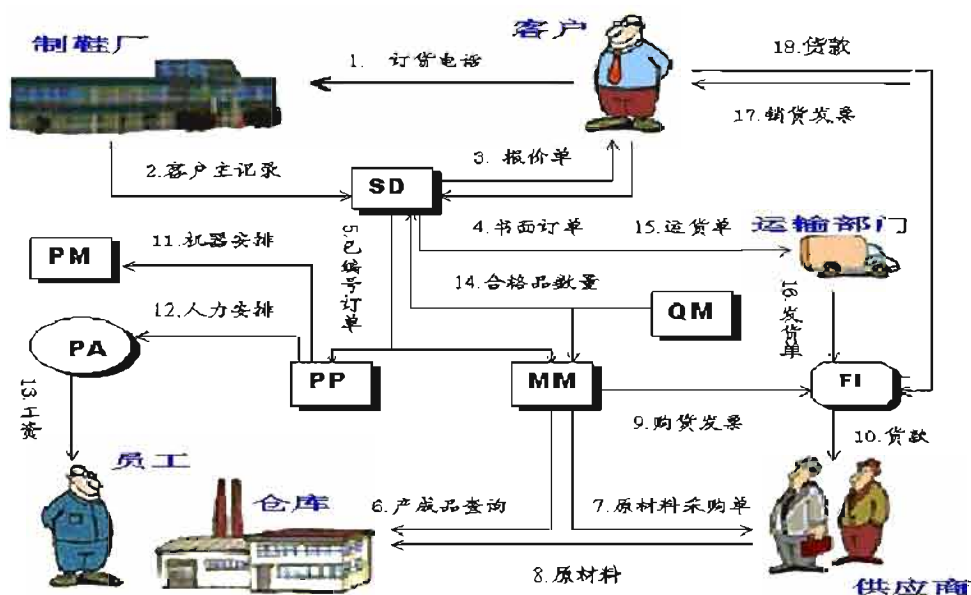 客户
制鞋厂
1. 订货电话
18.货款
17.销货发票
2.客户主记录
3. 报价单
SD
4.书面订单
15.运货单
运输部门
5.已编号订单
11.机器安排
PM
14.合格品数量
QM
16.发货单
12.人力安排
PA
PP
MM
FI
13.工资
9.购货发票
10.货款
员工
仓库
6.产成品查询
7.原材料采购单
8.原材料
供应商